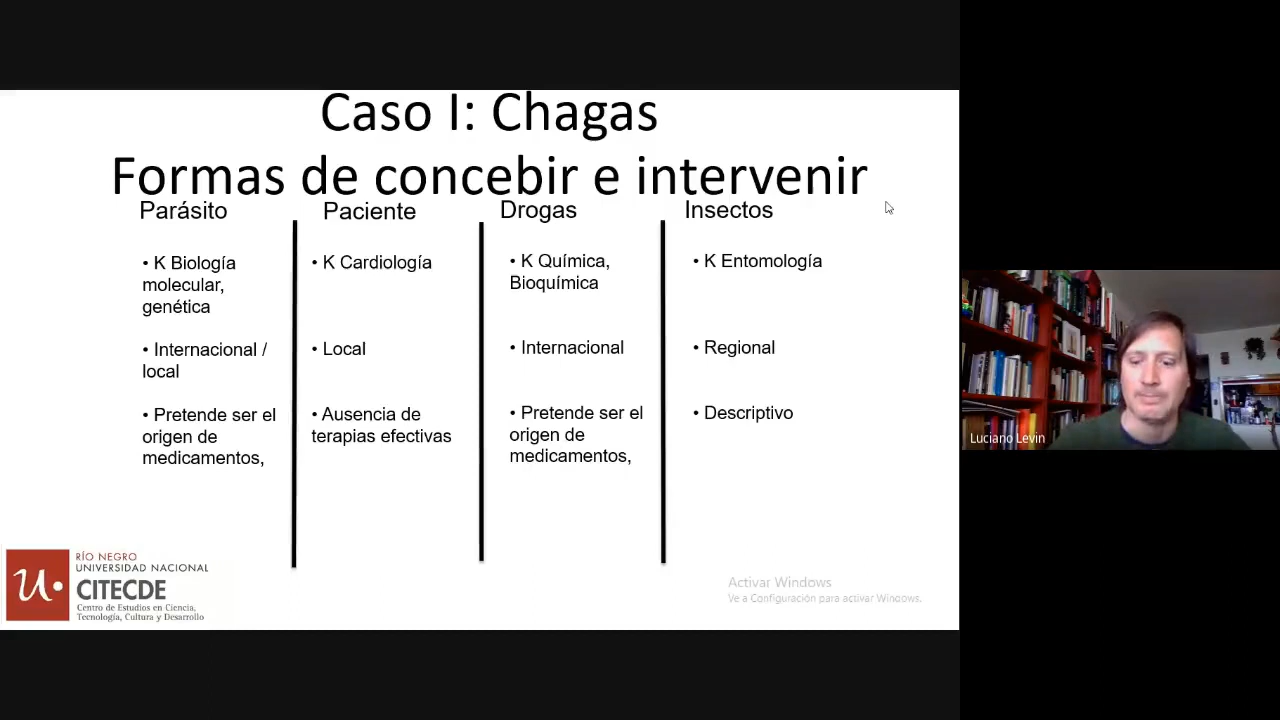 Caso I: Chagas
Formas de concebir e intervenir
Parásito
• K Biología
molecular,
genética
• Internacional /
local
• Pretende ser el
origen de
medicamentos,
Paciente
• K Cardiología
• Local
• Ausencia de
terapias efectivas
Drogas
• K Química,
Bioquímica
• Internacional
• Pretende ser el
origen de
medicamentos,
Insectos
• K Entomología
• Regional
• Descriptivo
RÍO NEGRO
UNIVERSIDAD NACIONAL
CITECDE
Centro de Estudios en Ciencia,
Tecnología, Cultura y Desarrollo
Activar Windows
Ve a Configuración para activar Windows.
Luciano Levin